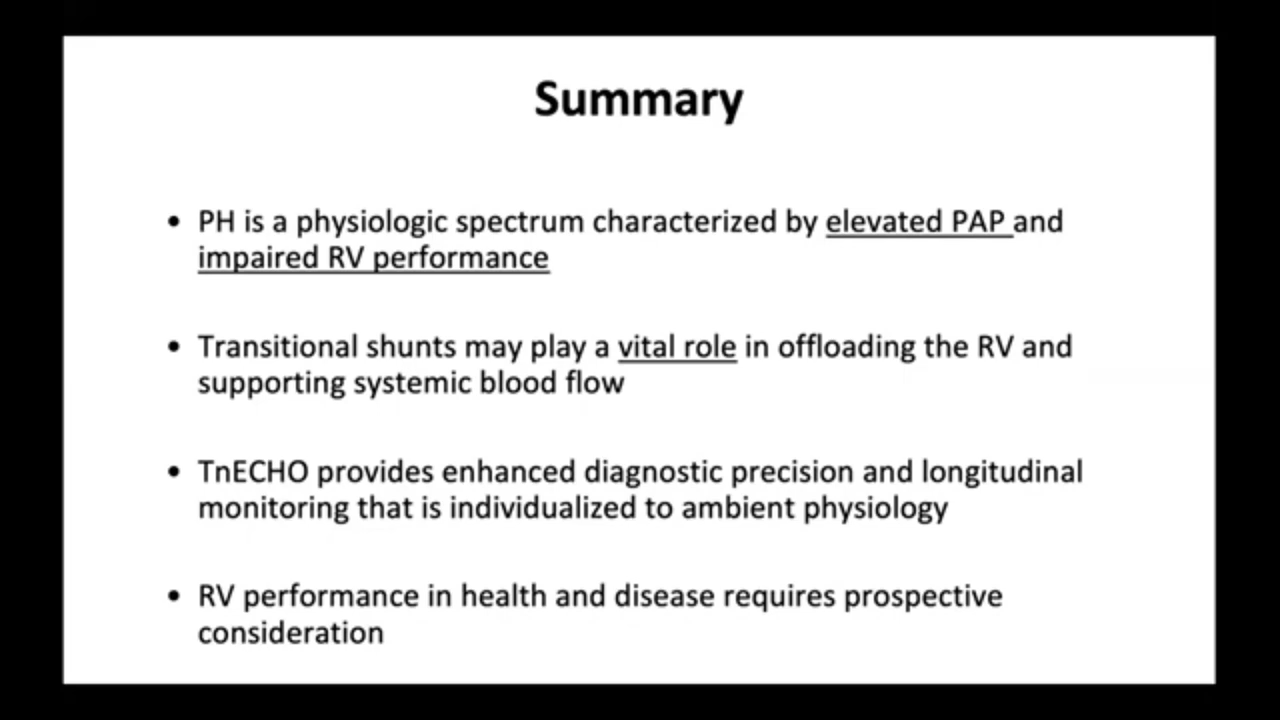 Summary
• PH is a physiologic spectrum characterized by elevated PAP and
impaired RV performance
• Transitional shunts may play a vital role in offloading the RV and
supporting systemic blood flow
• TnECHO provides enhanced diagnostic precision and longitudinal
monitoring that is individualized to ambient physiology
• RV performance in health and disease requires prospective
consideration